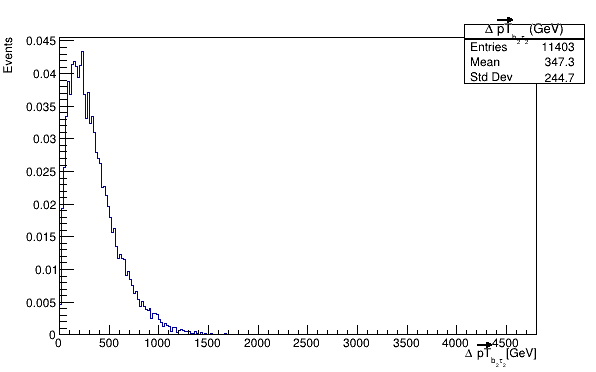 Δ pT b₂τ₂ (GeV)
Entries 11403
Mean 347.3
Std Dev 244.7
Events
0.045
0.04
0.035
0.03
0.025
0.02
0.015
0.01
0.005
0
0 500 1000 1500 2000 2500 3000 3500 4000 4500
Δ pT b₂τ₂ [GeV]